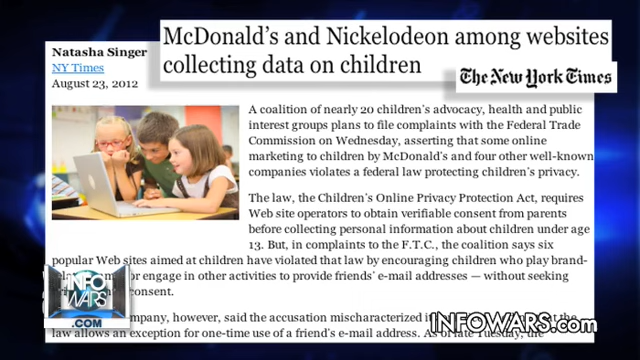 McDonald's and Nickelodeon among websites
collecting data on children
The New York Times
Natasha Singer
NY Times
August 23, 2012
A coalition of nearly 20 children's advocacy, health and public
interest groups plans to file complaints with the Federal Trade
Commission on Wednesday, asserting that some online
marketing to children by McDonald's and four other well-known
companies violates a federal law protecting children's privacy.
The law, the Children's Online Privacy Protection Act, requires
Web site operators to obtain verifiable consent from parents
before collecting personal information about children under age
13. But, in complaints to the F.T.C., the coalition says six
popular Web sites aimed at children have violated that law by encouraging children who play brand-
or engage in other activities to provide friends' e-mail addresses — without seeking
consent.
company, however, said the accusation mischaracterized
law allows an exception for one-time use of a friend's e-mail address. As of late Tuesday, the
INFO
WARS
.COM
INFOWARS.com